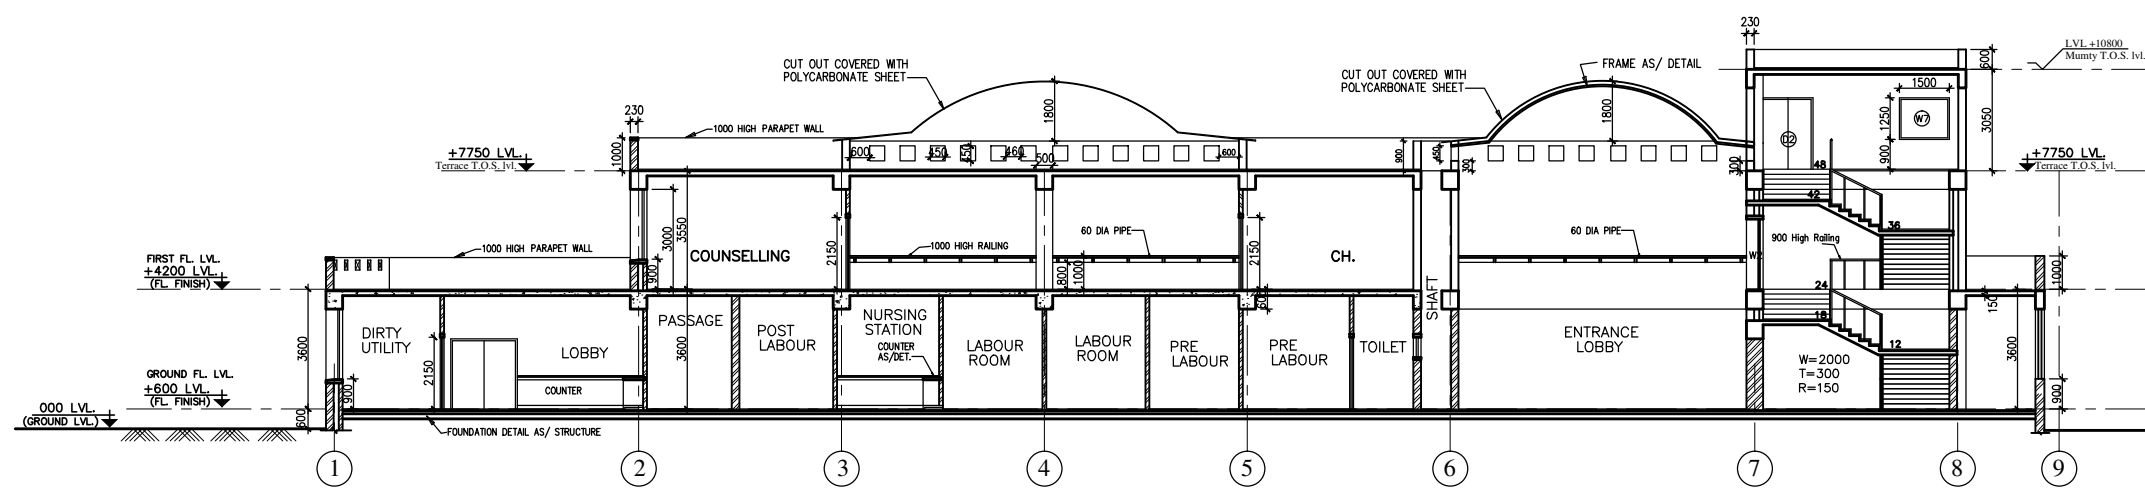 230
LVL +10800
Mumty T.O.S. lvl.
CUT OUT COVERED WITH
POLYCARBONATE SHEET
CUT OUT COVERED WITH
POLYCARBONATE SHEET
FRAME AS/ DETAIL
600
1500
1800
1800
W7
D2
1250
900
3050
230
1000 HIGH PARAPET WALL
+7750 LVL.
Terrace T.O.S. lvl.
1000
600
450
450
460
500
600
900
450
300
300
+7750 LVL.
Terrace T.O.S. lvl.
48
42
36
3000
3550
900
COUNSELLING
2150
1000 HIGH RAILING
60 DIA PIPE
800
1000
2150
CH.
60 DIA PIPE
W2
900 High Railing
1000 HIGH PARAPET WALL
FIRST FL. LVL.
+4200 LVL.
(FL. FINISH)
SHAFT
600
24
18
12
1000
150
3600
DIRTY
UTILITY
2150
900
LOBBY
COUNTER
PASSAGE
3600
POST
LABOUR
NURSING
STATION
COUNTER
AS/DET.
LABOUR
ROOM
LABOUR
ROOM
PRE
LABOUR
PRE
LABOUR
TOILET
ENTRANCE
LOBBY
W=2000
T=300
R=150
3600
900
GROUND FL. LVL.
+600 LVL.
(FL. FINISH)
000 LVL.
(GROUND LVL.)
600
FOUNDATION DETAIL AS/ STRUCTURE
1 2 3 4 5 6 7 8 9